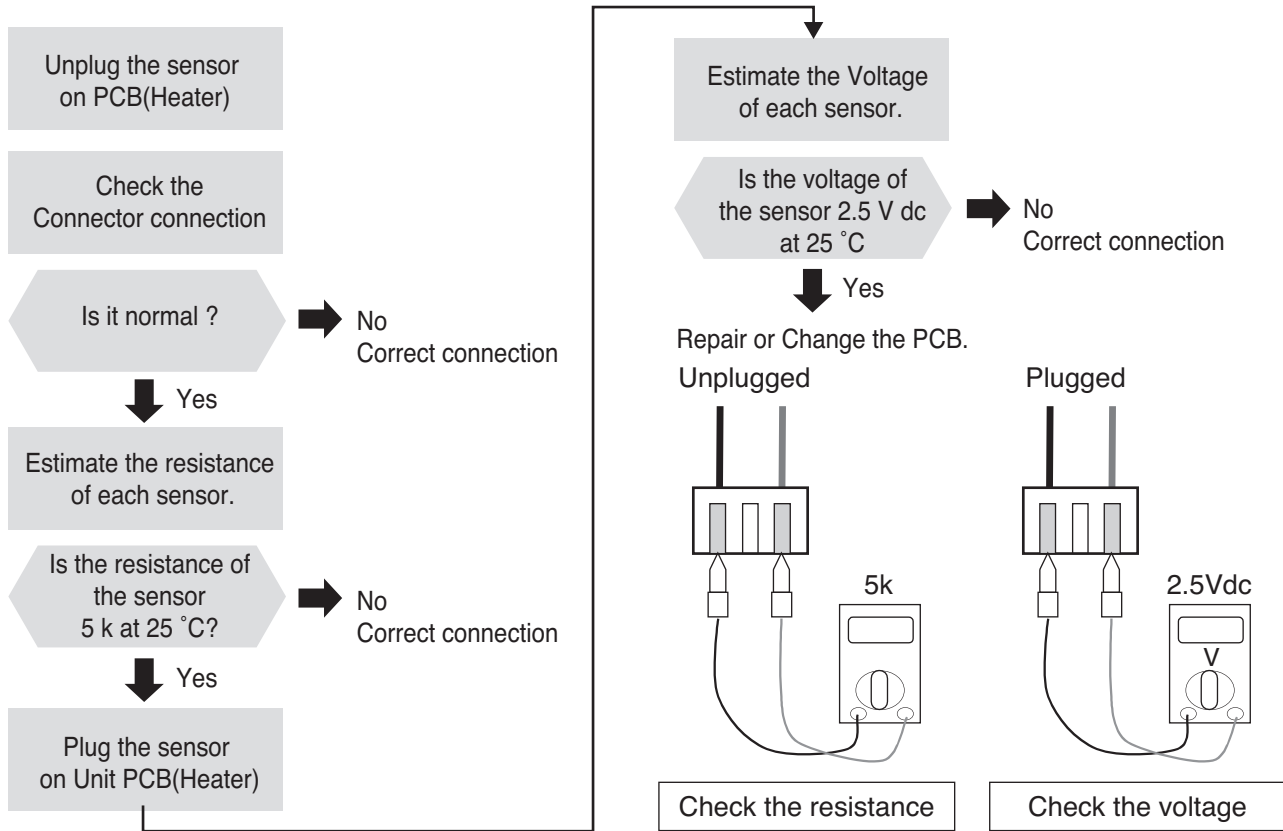 Unplug the sensor
on PCB(Heater)
Check the
Connector connection
Is it normal ?
No
Correct connection
Yes
Estimate the resistance
of each sensor.
Is the resistance of
the sensor
5 k at 25 ˚C?
No
Correct connection
Yes
Plug the sensor
on Unit PCB(Heater)
Estimate the Voltage
of each sensor.
Is the voltage of
the sensor 2.5 V dc
at 25 ˚C
No
Correct connection
Yes
Repair or Change the PCB.
Unplugged
5k
Check the resistance
Plugged
2.5Vdc
V
Check the voltage